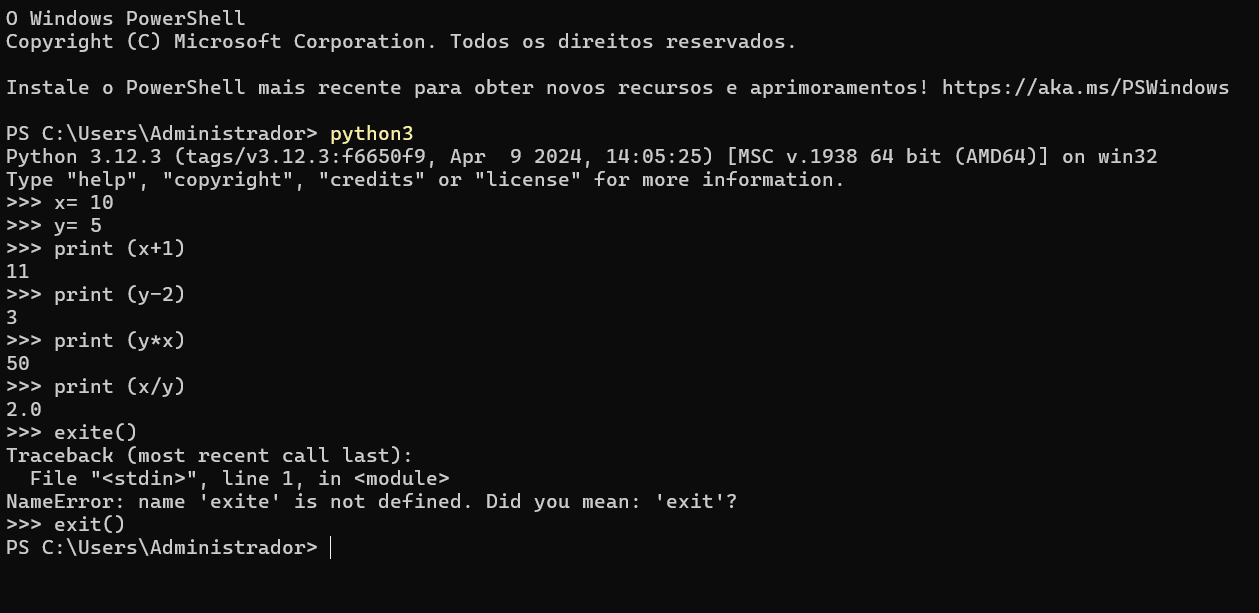 O Windows PowerShell
Copyright (C) Microsoft Corporation. Todos os direitos reservados.
Instale o PowerShell mais recente para obter novos recursos e aprimoramentos! https://aka.ms/PSWindows
PS C:\Users\Administrador> python3
Python 3.12.3 (tags/v3.12.3:f6650f9, Apr  9 2024, 14:05:25) [MSC v.1938 64 bit (AMD64)] on win32
Type "help", "copyright", "credits" or "license" for more information.
>>> x= 10
>>> y= 5
>>> print (x+1)
11
>>> print (y-2)
3
>>> print (y*x)
50
>>> print (x/y)
2.0
>>> exite()
Traceback (most recent call last):
  File "<stdin>", line 1, in <module>
NameError: name 'exite' is not defined. Did you mean: 'exit'?
>>> exit()
PS C:\Users\Administrador>